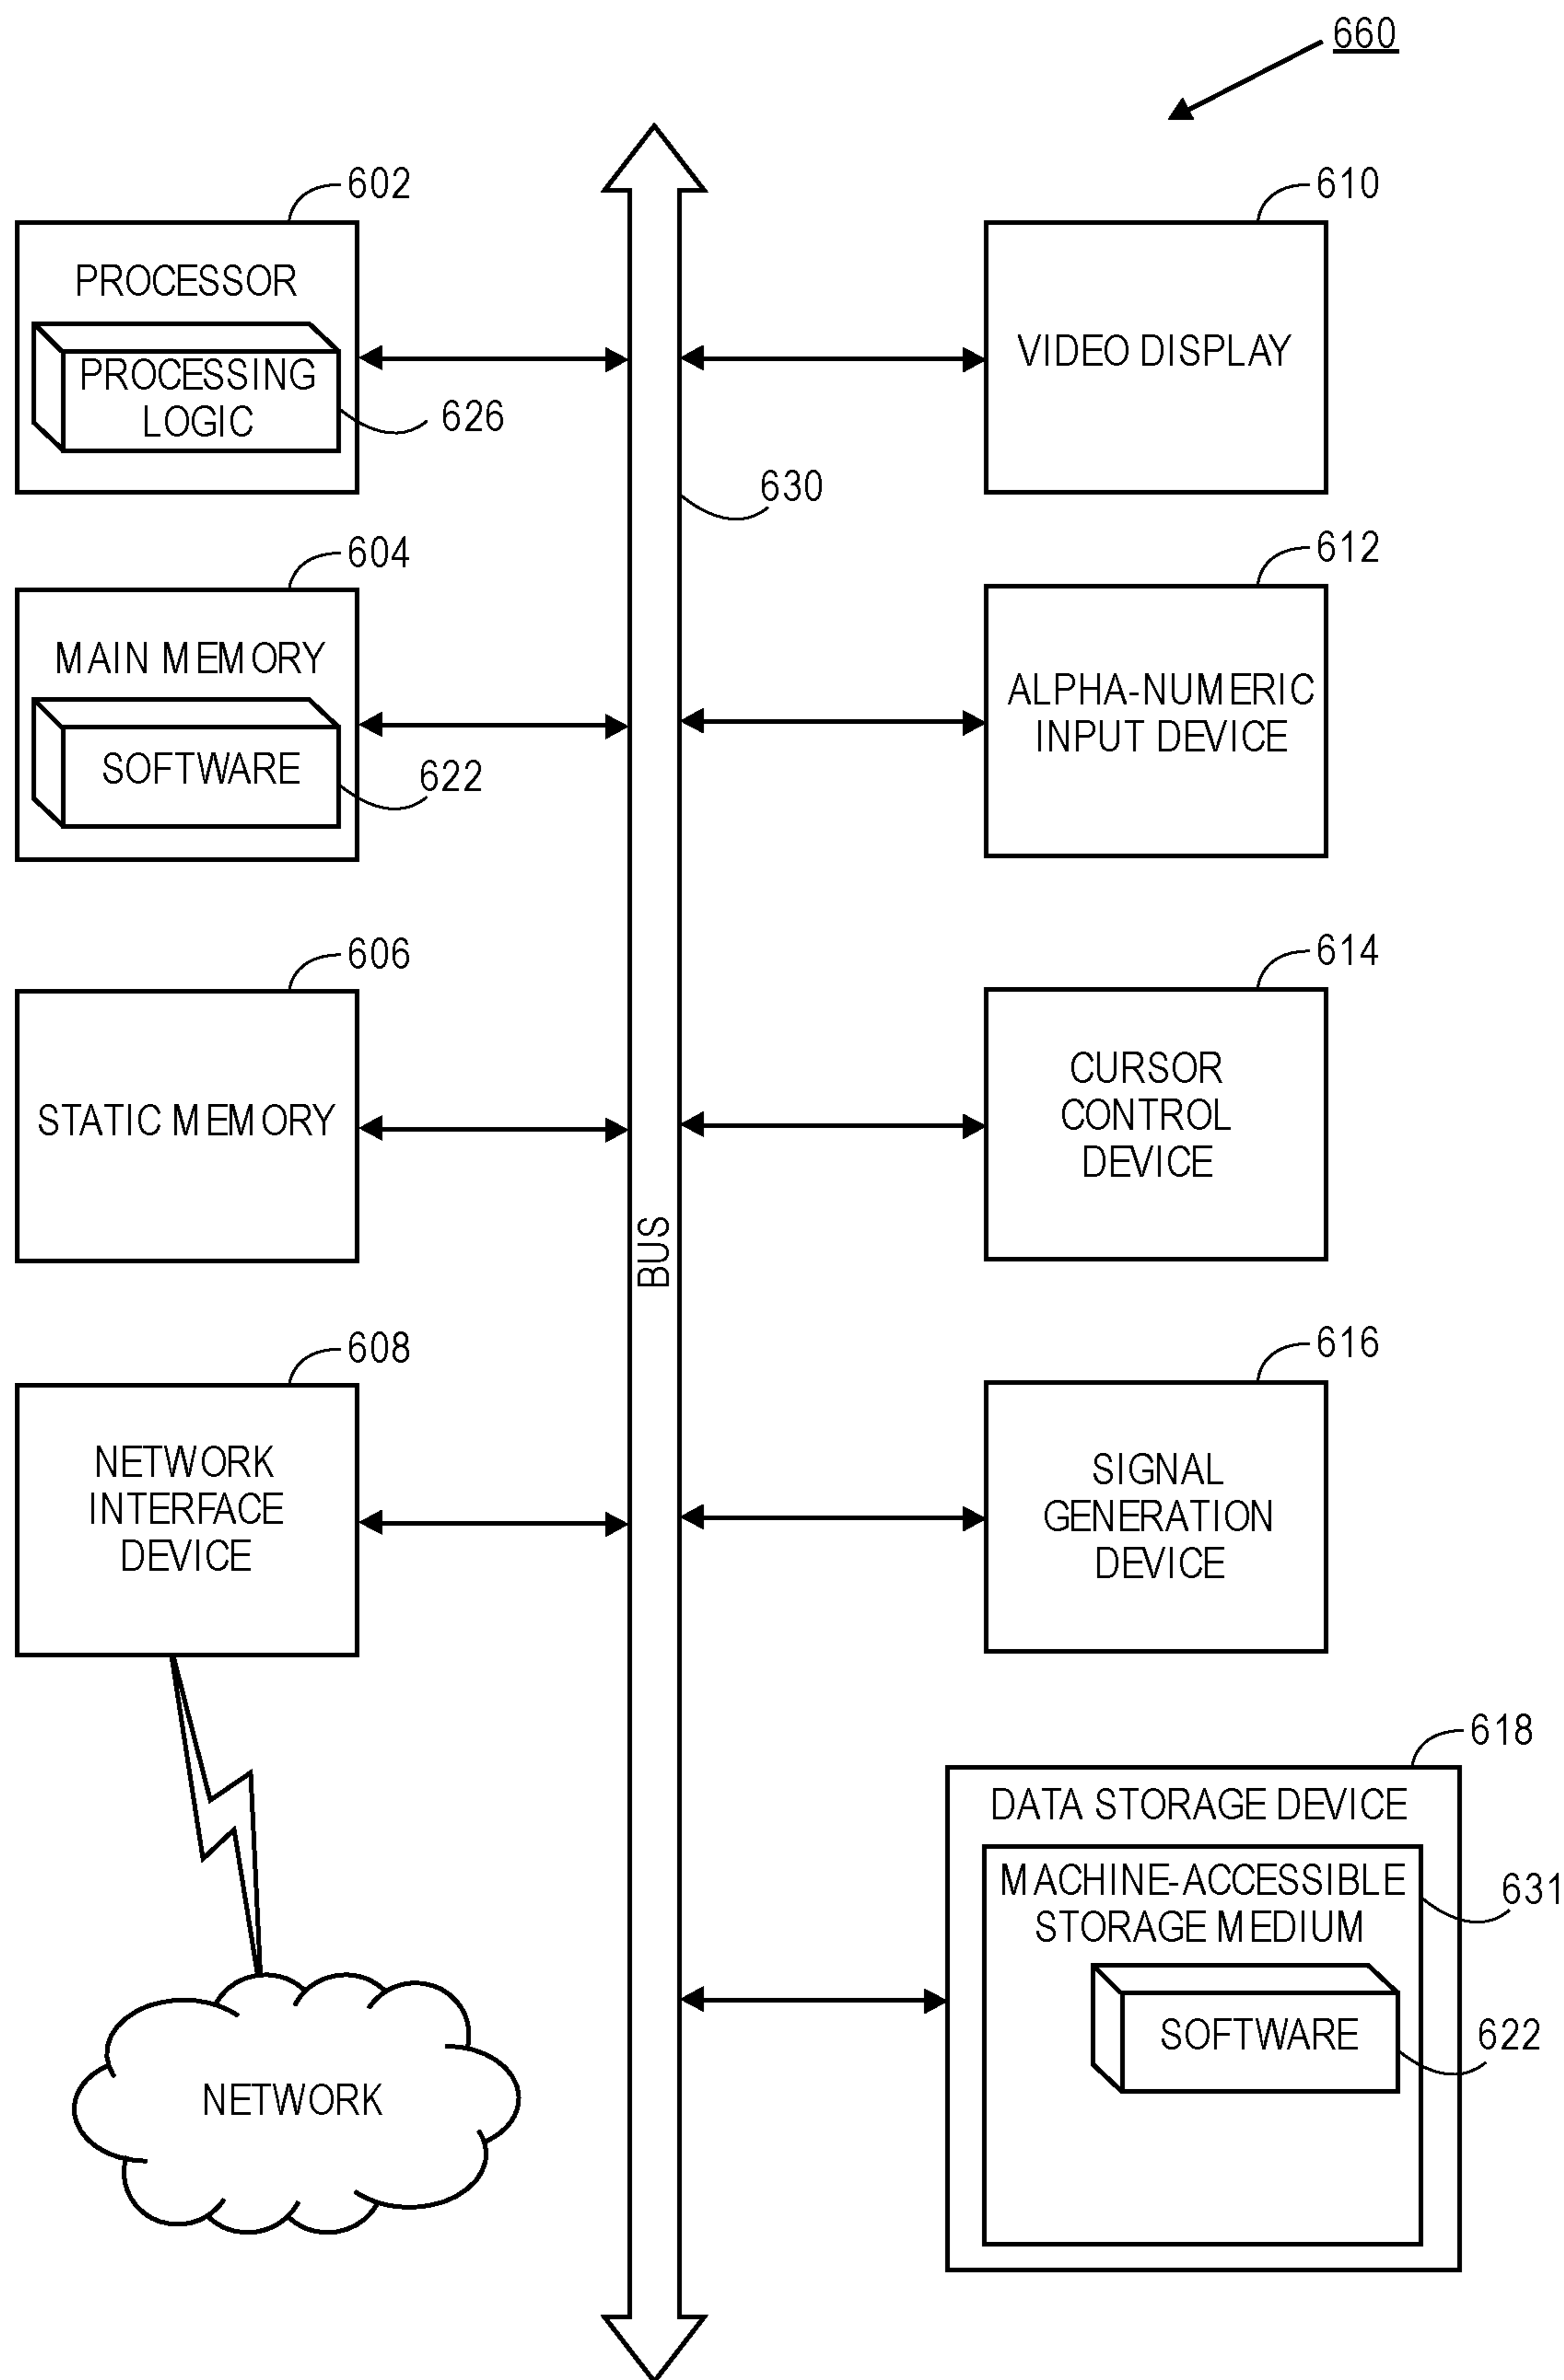 660
602
PROCESSOR
PROCESSING
LOGIC
626
610
VIDEO DISPLAY
630
604
MAIN MEMORY
SOFTWARE
622
612
ALPHA-NUMERIC
INPUT DEVICE
606
STATIC MEMORY
614
CURSOR
CONTROL
DEVICE
BUS
608
NETWORK
INTERFACE
DEVICE
616
SIGNAL
GENERATION
DEVICE
618
DATA STORAGE DEVICE
MACHINE-ACCESSIBLE
STORAGE MEDIUM
631
SOFTWARE
622
NETWORK